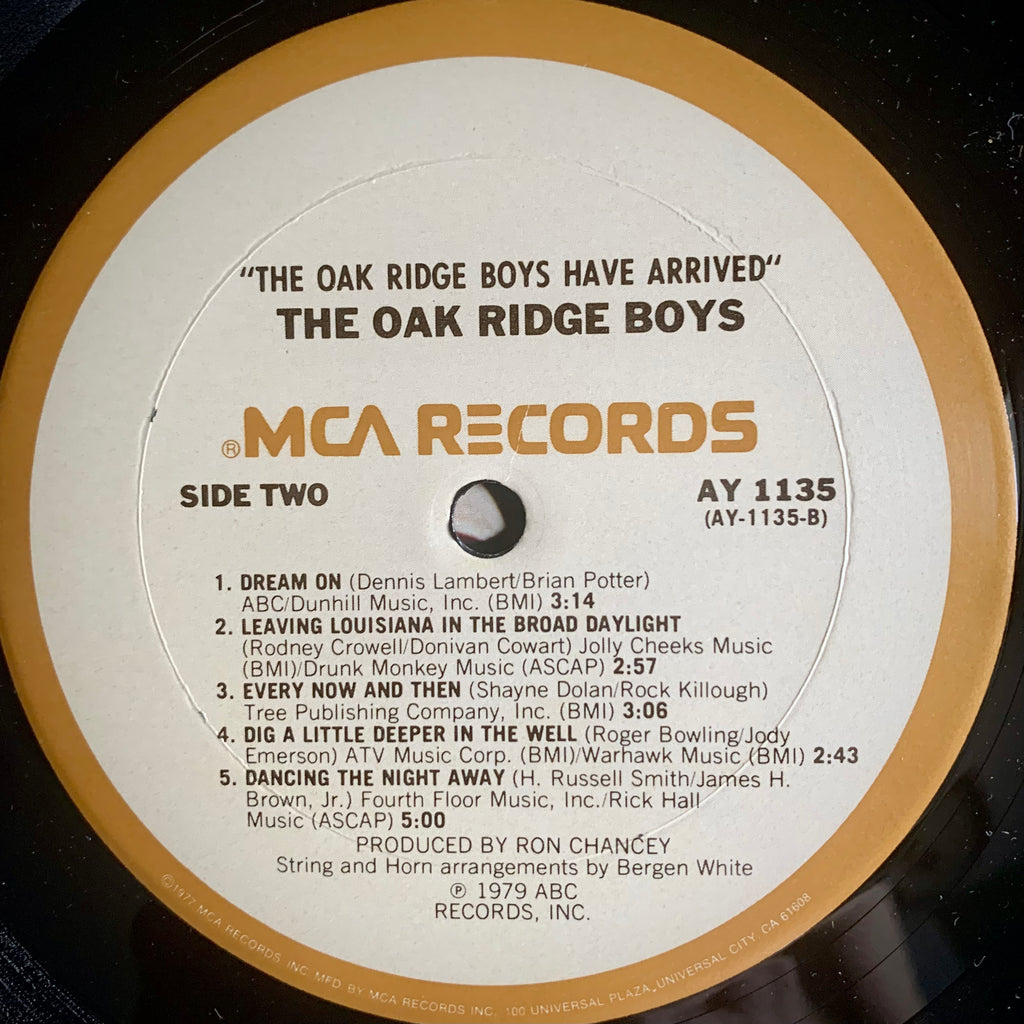 "THE OAK RIDGE BOYS HAVE ARRIVED"
THE OAK RIDGE BOYS
®MCA RECORDS
SIDE TWO
AY 1135
(AY-1135-B)
1. DREAM ON (Dennis Lambert/Brian Potter)
ABC/Dunhill Music, Inc. (BMI) 3:14
2. LEAVING LOUISIANA IN THE BROAD DAYLIGHT
(Rodney Crowell/Donivan Cowart) Jolly Cheeks Music
(BMI)/Drunk Monkey Music (ASCAP) 2:57
3. EVERY NOW AND THEN (Shayne Dolan/Rock Killough)
Tree Publishing Company, Inc. (BMI) 3:06
4. DIG A LITTLE DEEPER IN THE WELL (Roger Bowling/Jody
Emerson) ATV Music Corp. (BMI)/Warhawk Music (BMI) 2:43
5. DANCING THE NIGHT AWAY (H. Russell Smith/James H.
Brown, Jr.) Fourth Floor Music, Inc./Rick Hall
Music (ASCAP) 5:00
PRODUCED BY RON CHANCEY
String and Horn arrangements by Bergen White
℗ 1979 ABC
RECORDS, INC.
©1977 MCA RECORDS INC. MFD. BY MCA RECORDS INC. 100 UNIVERSAL PLAZA, UNIVERSAL CITY, CA 61608